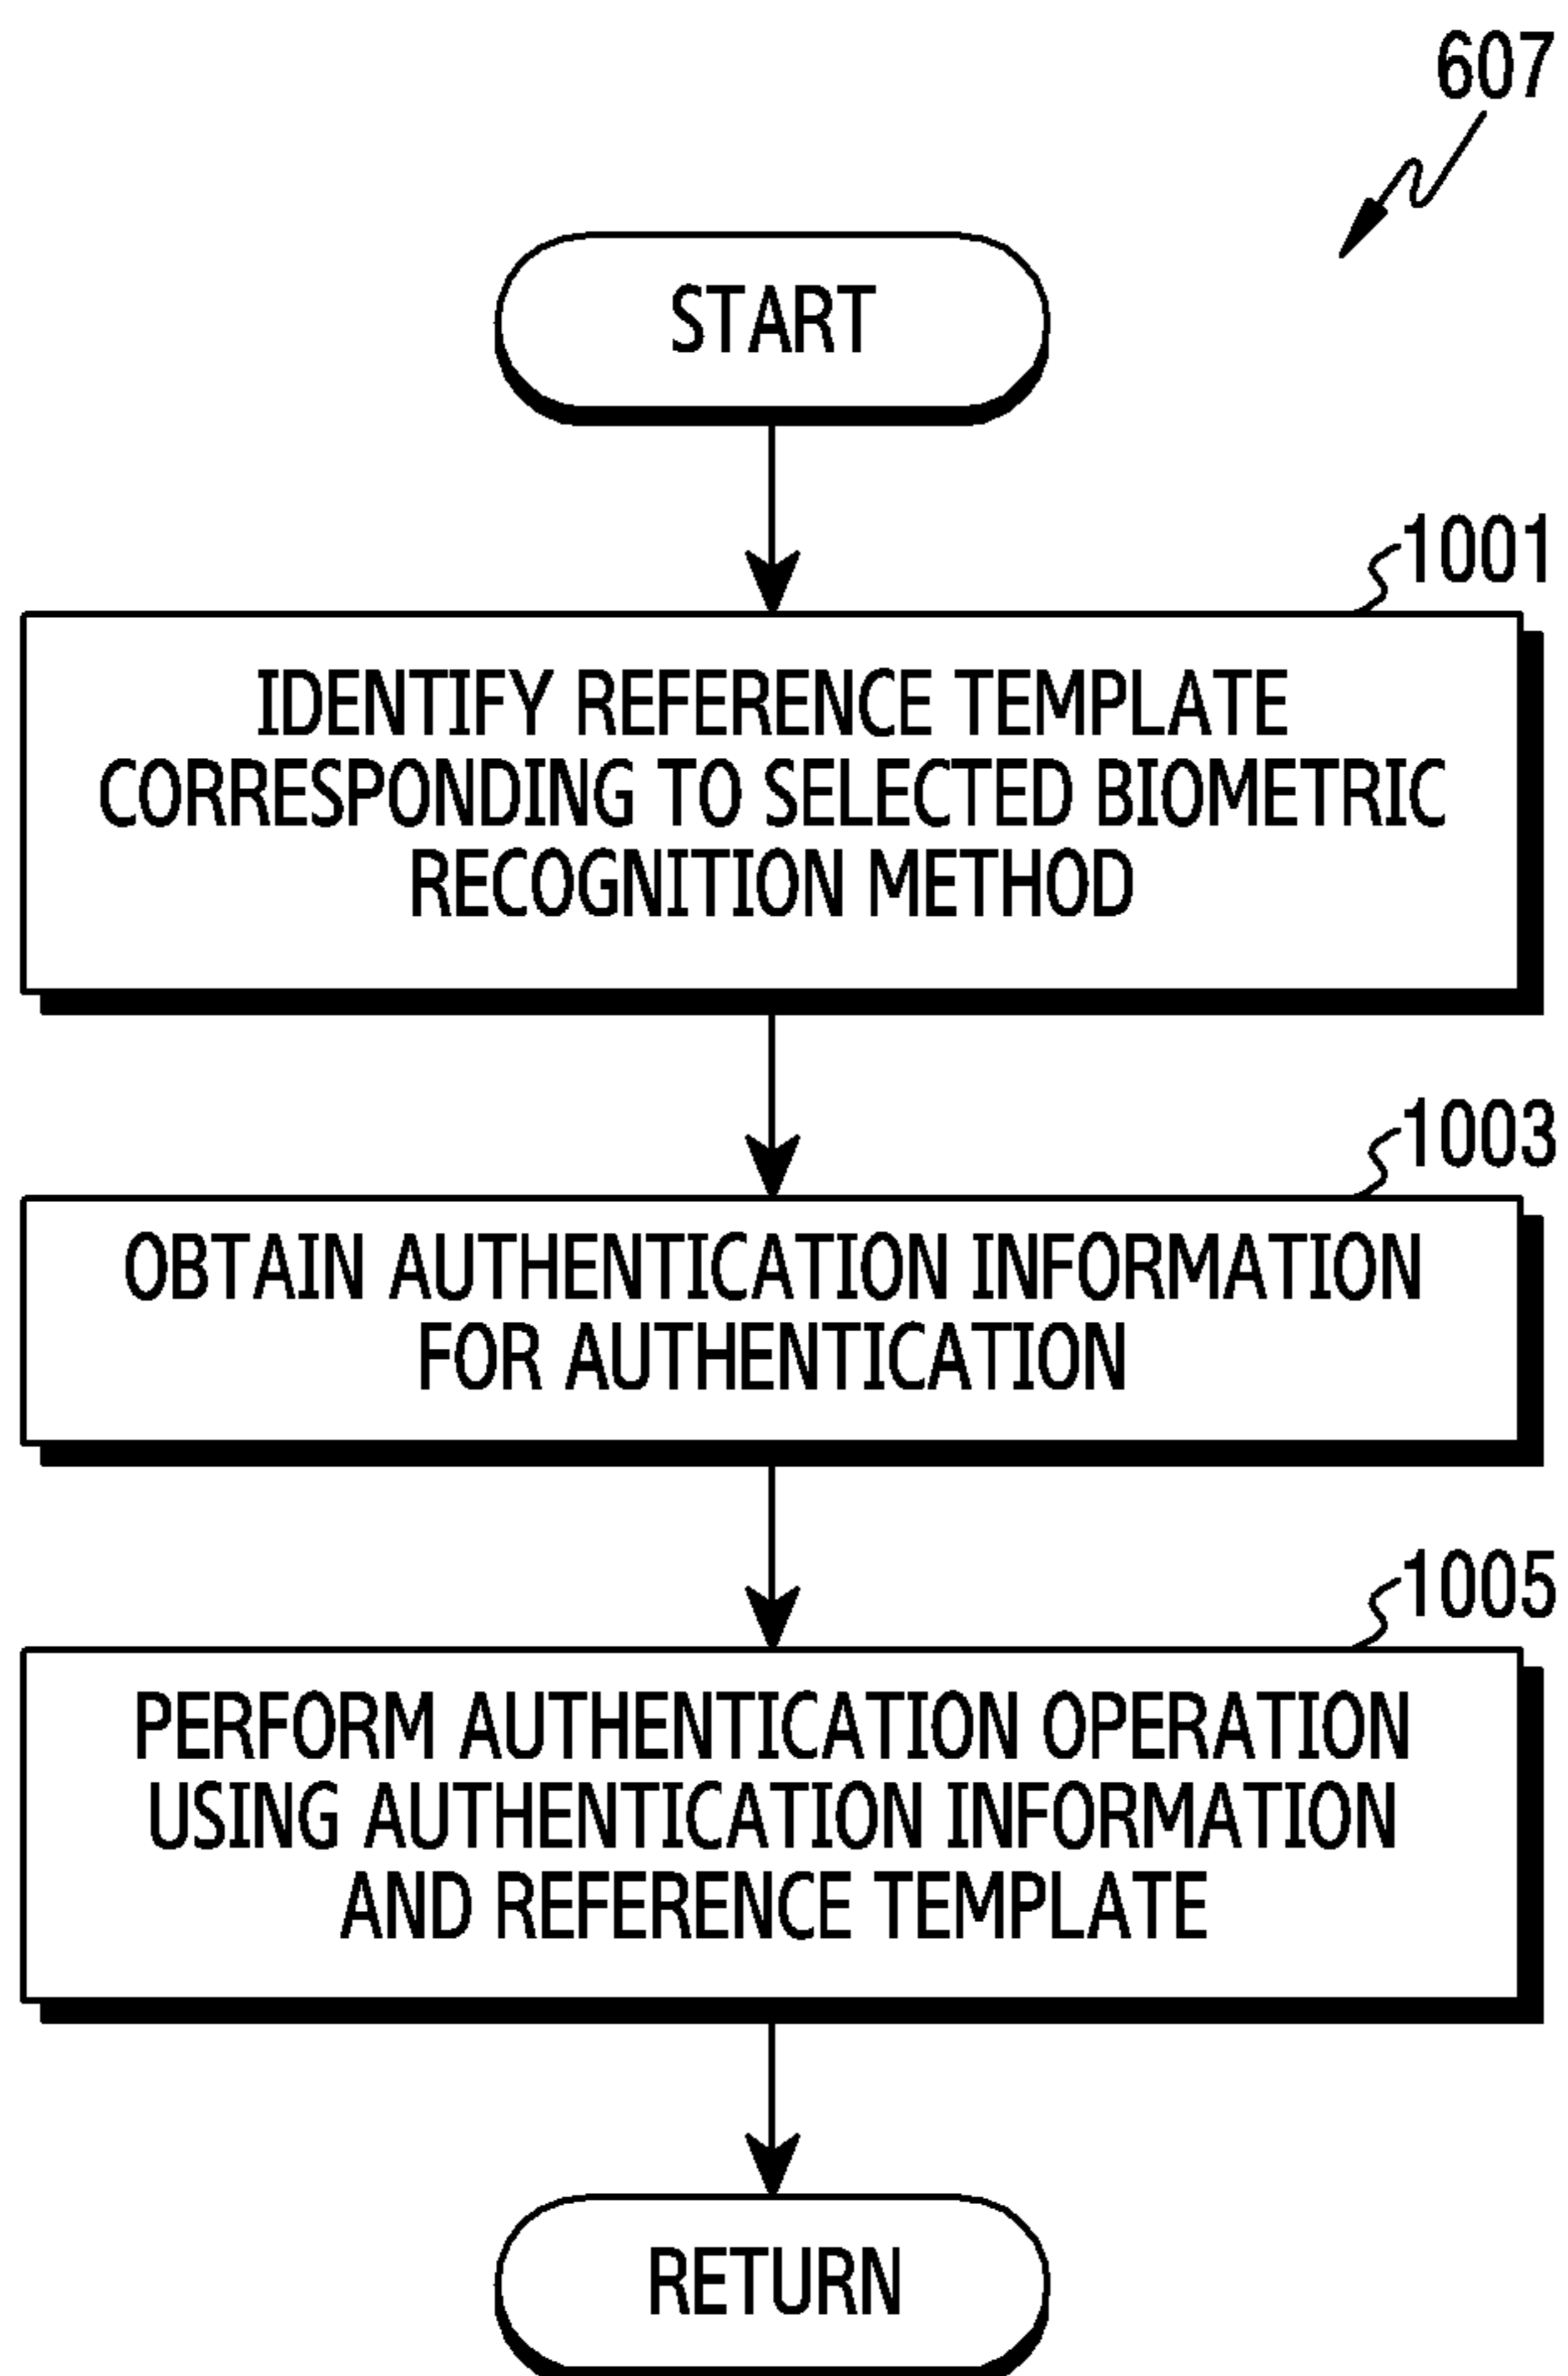 607
START
1001
IDENTIFY REFERENCE TEMPLATE
CORRESPONDING TO SELECTED BIOMETRIC
RECOGNITION METHOD
1003
OBTAIN AUTHENTICATION INFORMATION
FOR AUTHENTICATION
1005
PERFORM AUTHENTICATION OPERATION
USING AUTHENTICATION INFORMATION
AND REFERENCE TEMPLATE
RETURN